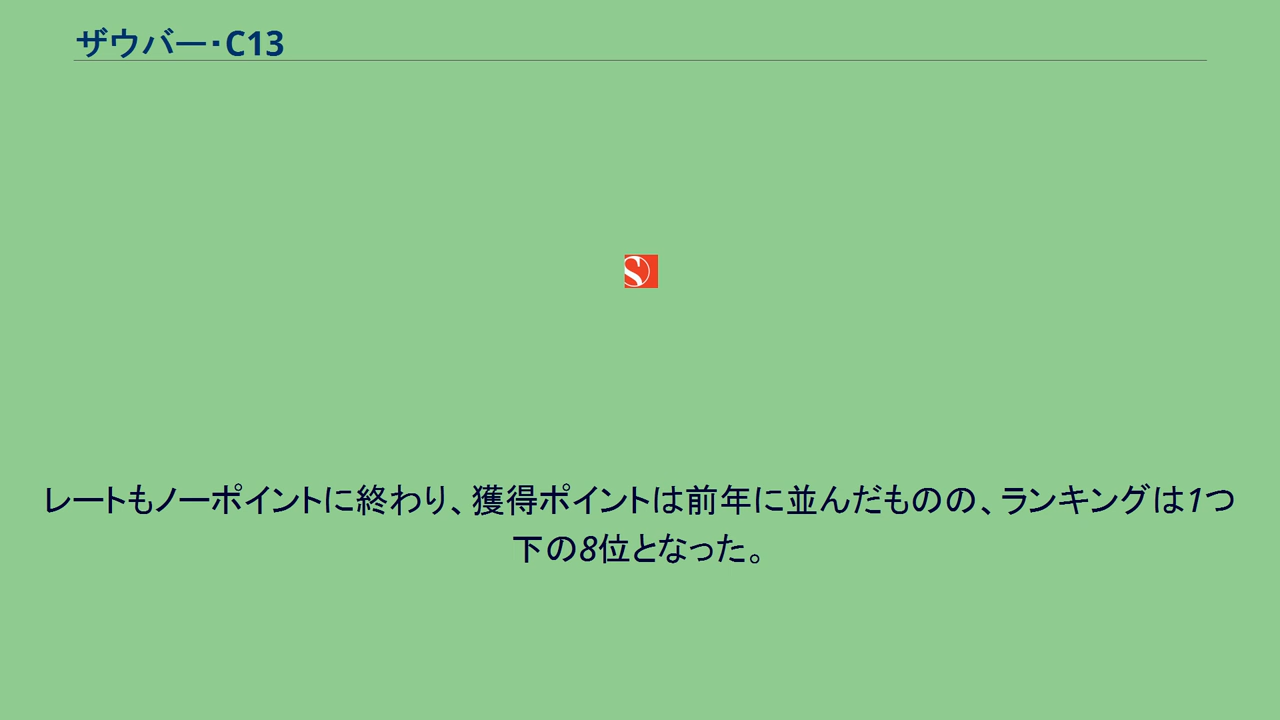 ザウバー・C13
レートもノーポイントに終わり、獲得ポイントは前年に並んだものの、ランキングは1つ
下の8位となった。